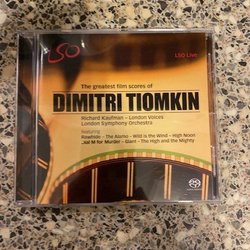 LSO
LSO Live
The greatest film scores of
DIMITRI TIOMKIN
Richard Kaufman – London Voices
London Symphony Orchestra
featuring
Rawhide – The Alamo – Wild is the Wind – High Noon
Dial M for Murder – Giant – The High and the Mighty